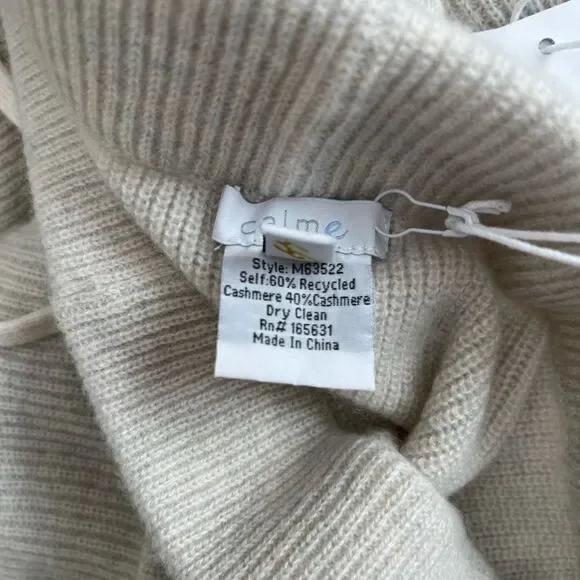 calme
Style: M63522
Self:60% Recycled
Cashmere 40%Cashmere
Dry Clean
Rn# 165631
Made In China